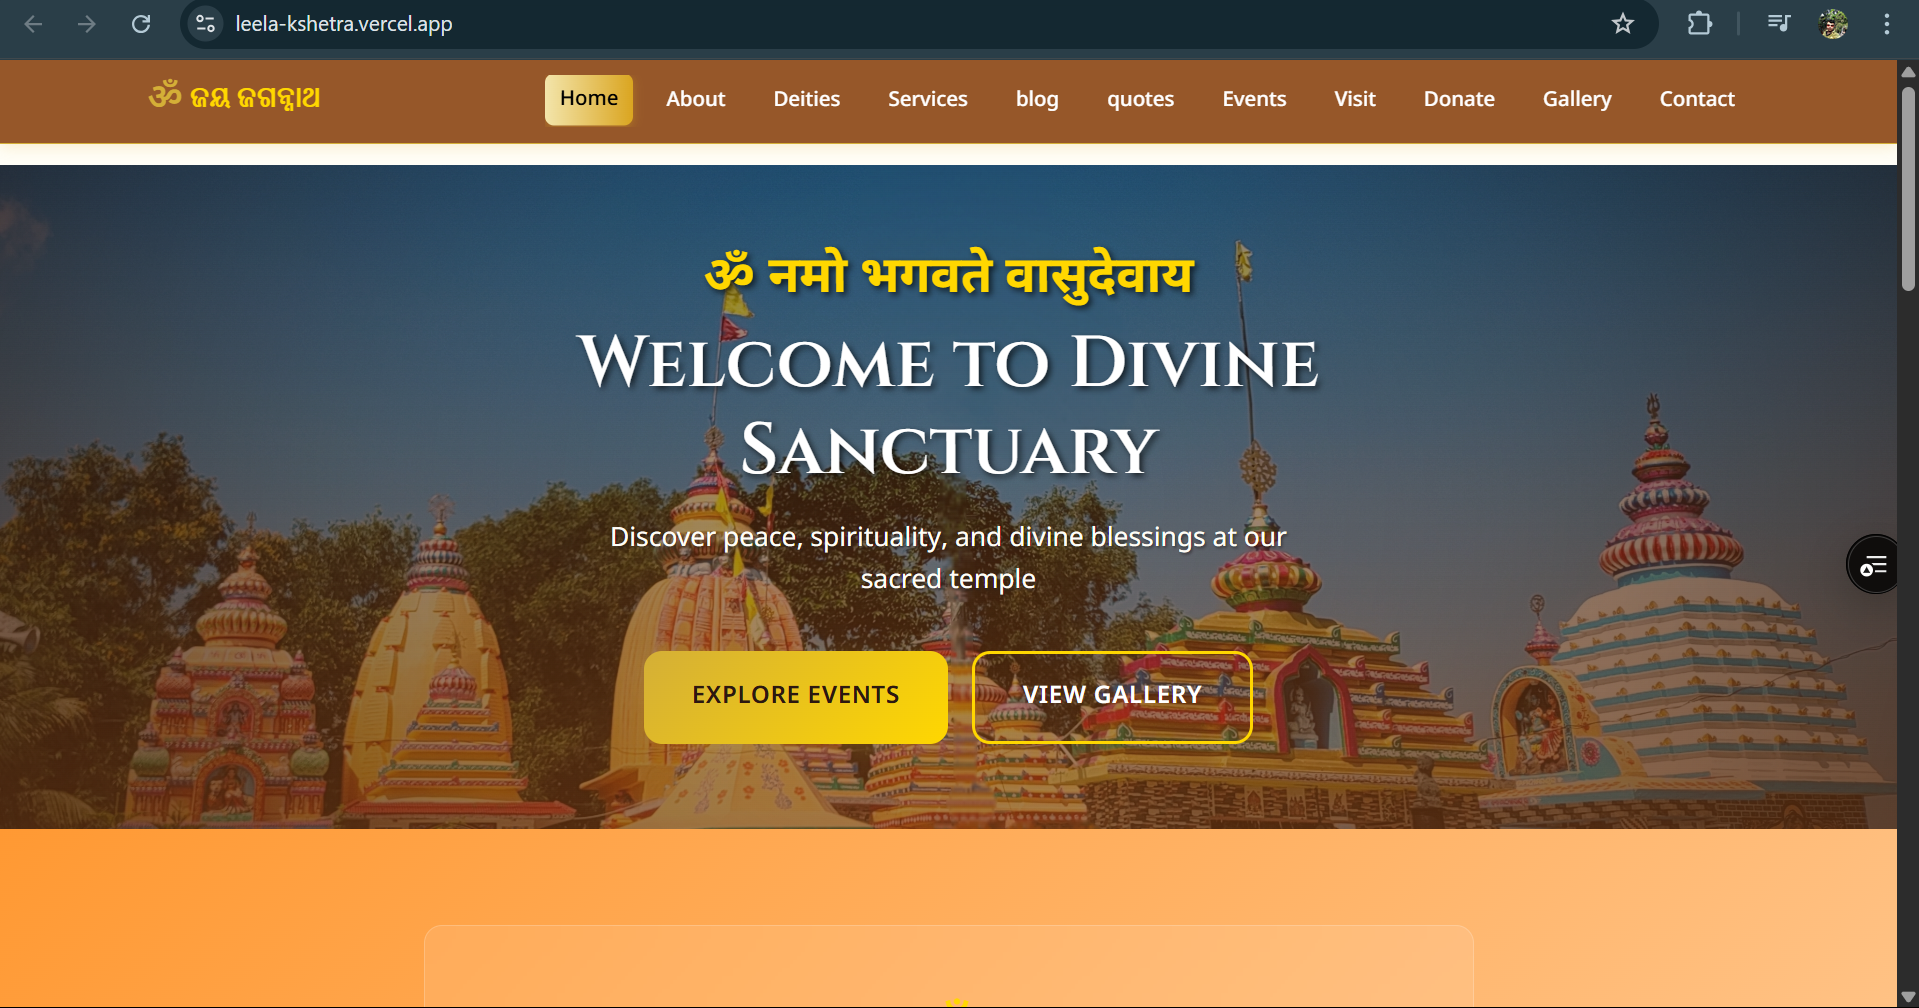 leela-kshetra.vercel.app
ॐ ଜୟ ଜଗନ୍ନାଥ
Home About Deities Services blog quotes Events Visit Donate Gallery Contact
ॐ नमो भगवते वासुदेवाय
Welcome to Divine
Sanctuary
Discover peace, spirituality, and divine blessings at our
sacred temple
EXPLORE EVENTS VIEW GALLERY